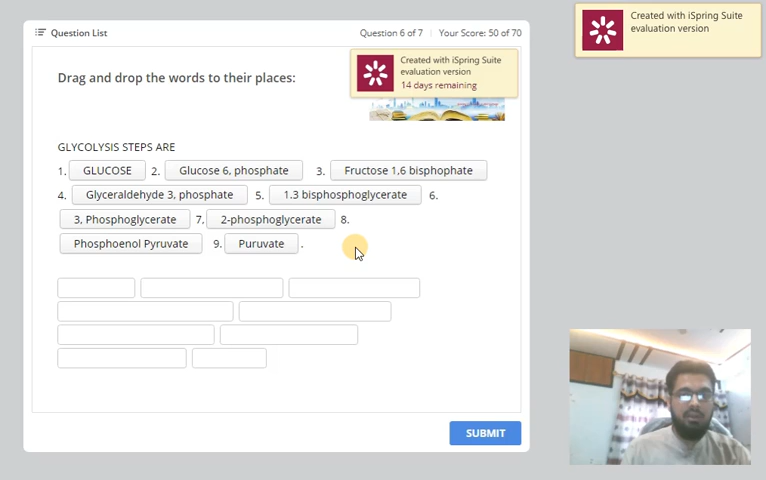 Question List
Question 6 of 7 | Your Score: 50 of 70
Created with iSpring Suite
evaluation version
Created with iSpring Suite
evaluation version
14 days remaining
Drag and drop the words to their places:
GLYCOLYSIS STEPS ARE
1. GLUCOSE 2. Glucose 6, phosphate 3. Fructose 1,6 bisphophate
4. Glyceraldehyde 3, phosphate 5. 1.3 bisphosphoglycerate 6.
3, Phosphoglycerate 7, 2-phosphoglycerate 8.
Phosphoenol Pyruvate 9. Puruvate .
SUBMIT